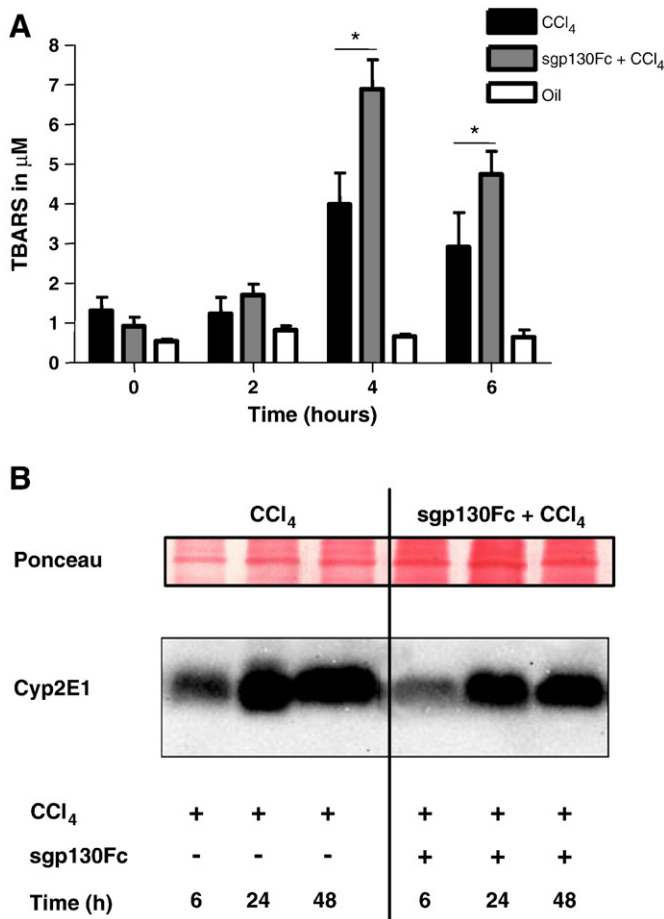 A
CCl₄
sgp130Fc + CCl₄
Oil
TBARS in μM
8
7
6
5
4
3
2
1
0
* *
0 2 4 6
Time (hours)
B
CCl₄ sgp130Fc + CCl₄
Ponceau
Cyp2E1
CCl₄ + + + + + +
sgp130Fc - - - + + +
Time (h) 6 24 48 6 24 48